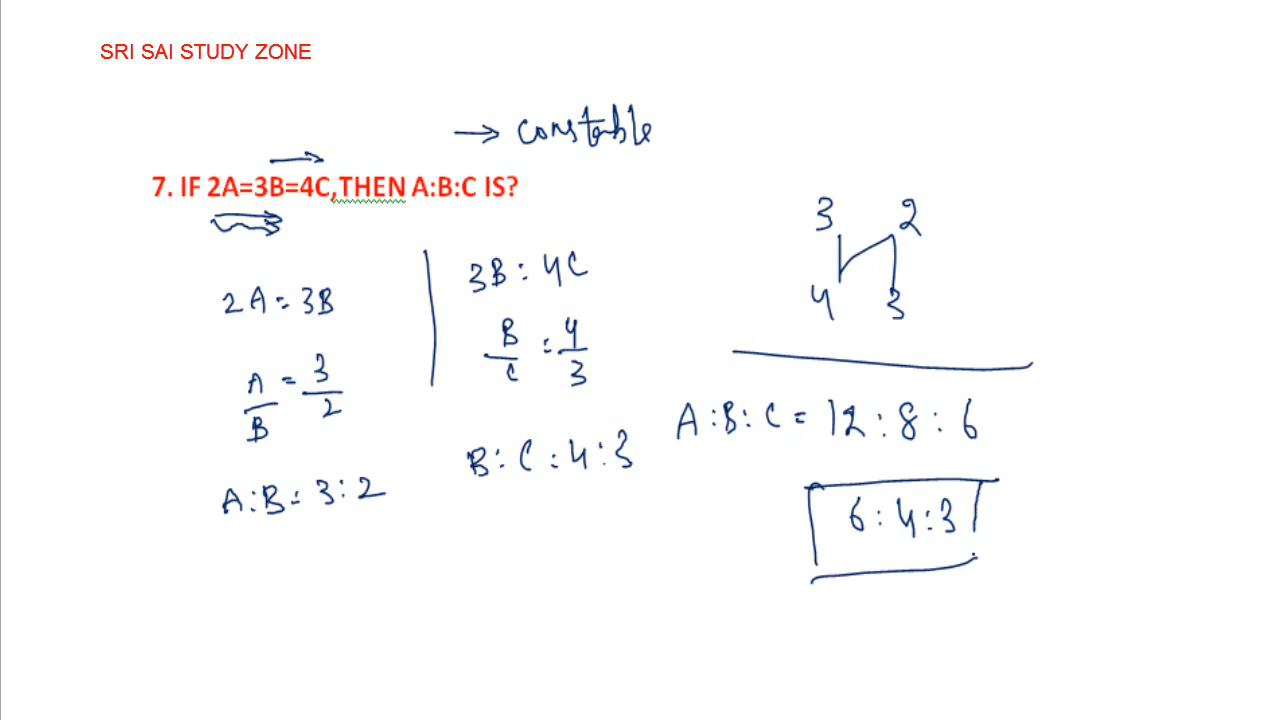 SRI SAI STUDY ZONE
→ constable
7. IF 2A=3B=4C,THEN A:B:C IS?
2A = 3B
A/B = 3/2
A:B = 3:2
3B = 4C
B/C = 4/3
B:C = 4:3
3 2
4 3
A:B:C = 12:8:6
6:4:3